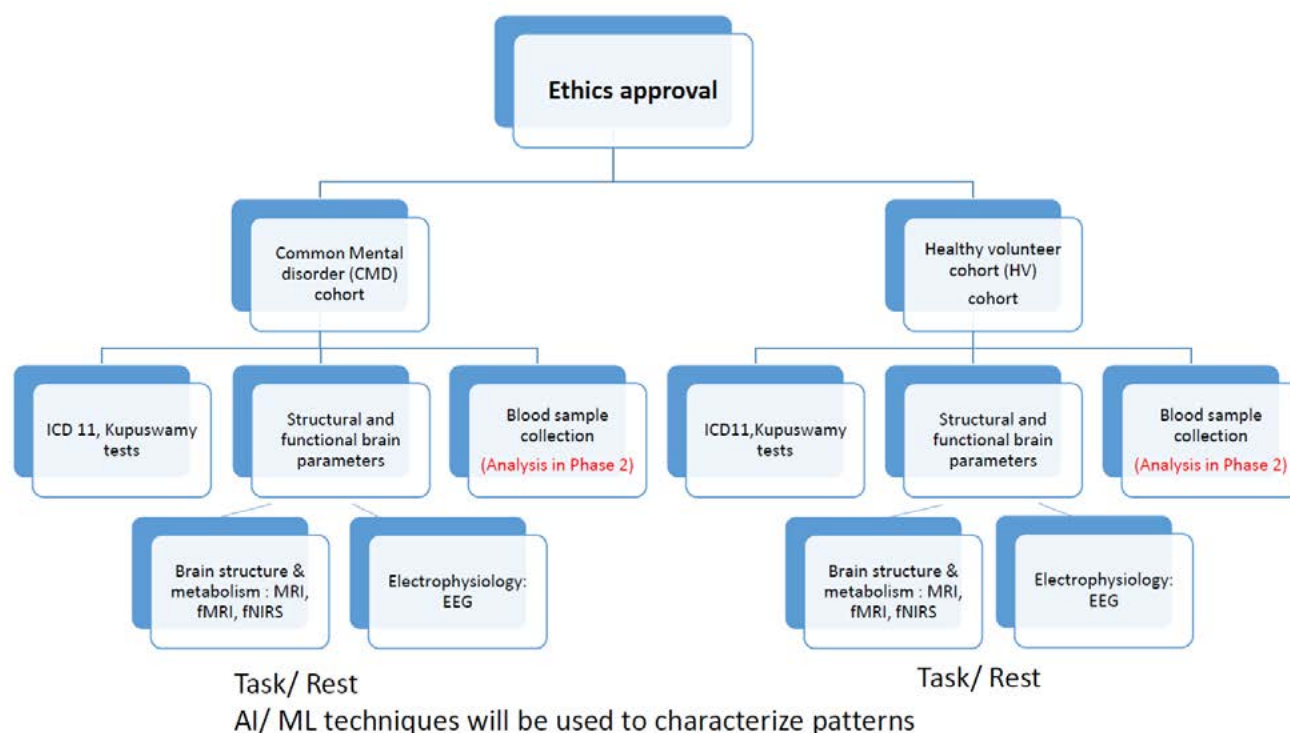 Ethics approval
Common Mental
disorder (CMD)
cohort
Healthy volunteer
cohort (HV)
cohort
ICD 11, Kupuswamy
tests
Structural and
functional brain
parameters
Blood sample
collection
(Analysis in Phase 2)
ICD11,Kupuswamy
tests
Structural and
functional brain
parameters
Blood sample
collection
(Analysis in Phase 2)
Brain structure &
metabolism : MRI,
fMRI, fNIRS
Electrophysiology:
EEG
Brain structure &
metabolism : MRI,
fMRI, fNIRS
Electrophysiology:
EEG
Task/ Rest
Task/ Rest
AI/ ML techniques will be used to characterize patterns